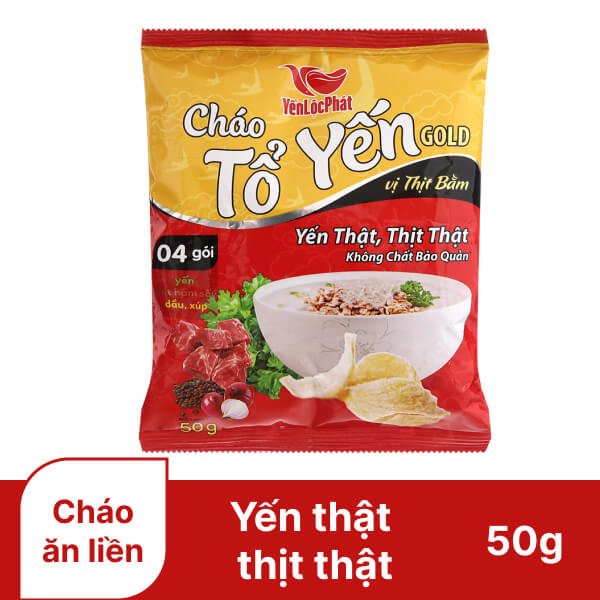 YếnLộcPhát
Cháo
Tổ Yến GOLD
vị Thịt Bằm
Yến Thật, Thịt Thật
Không Chất Bảo Quản
04 gói
yến
dầu, xúp
50g
Cháo
ăn liền
Yến thật
thịt thật
50g